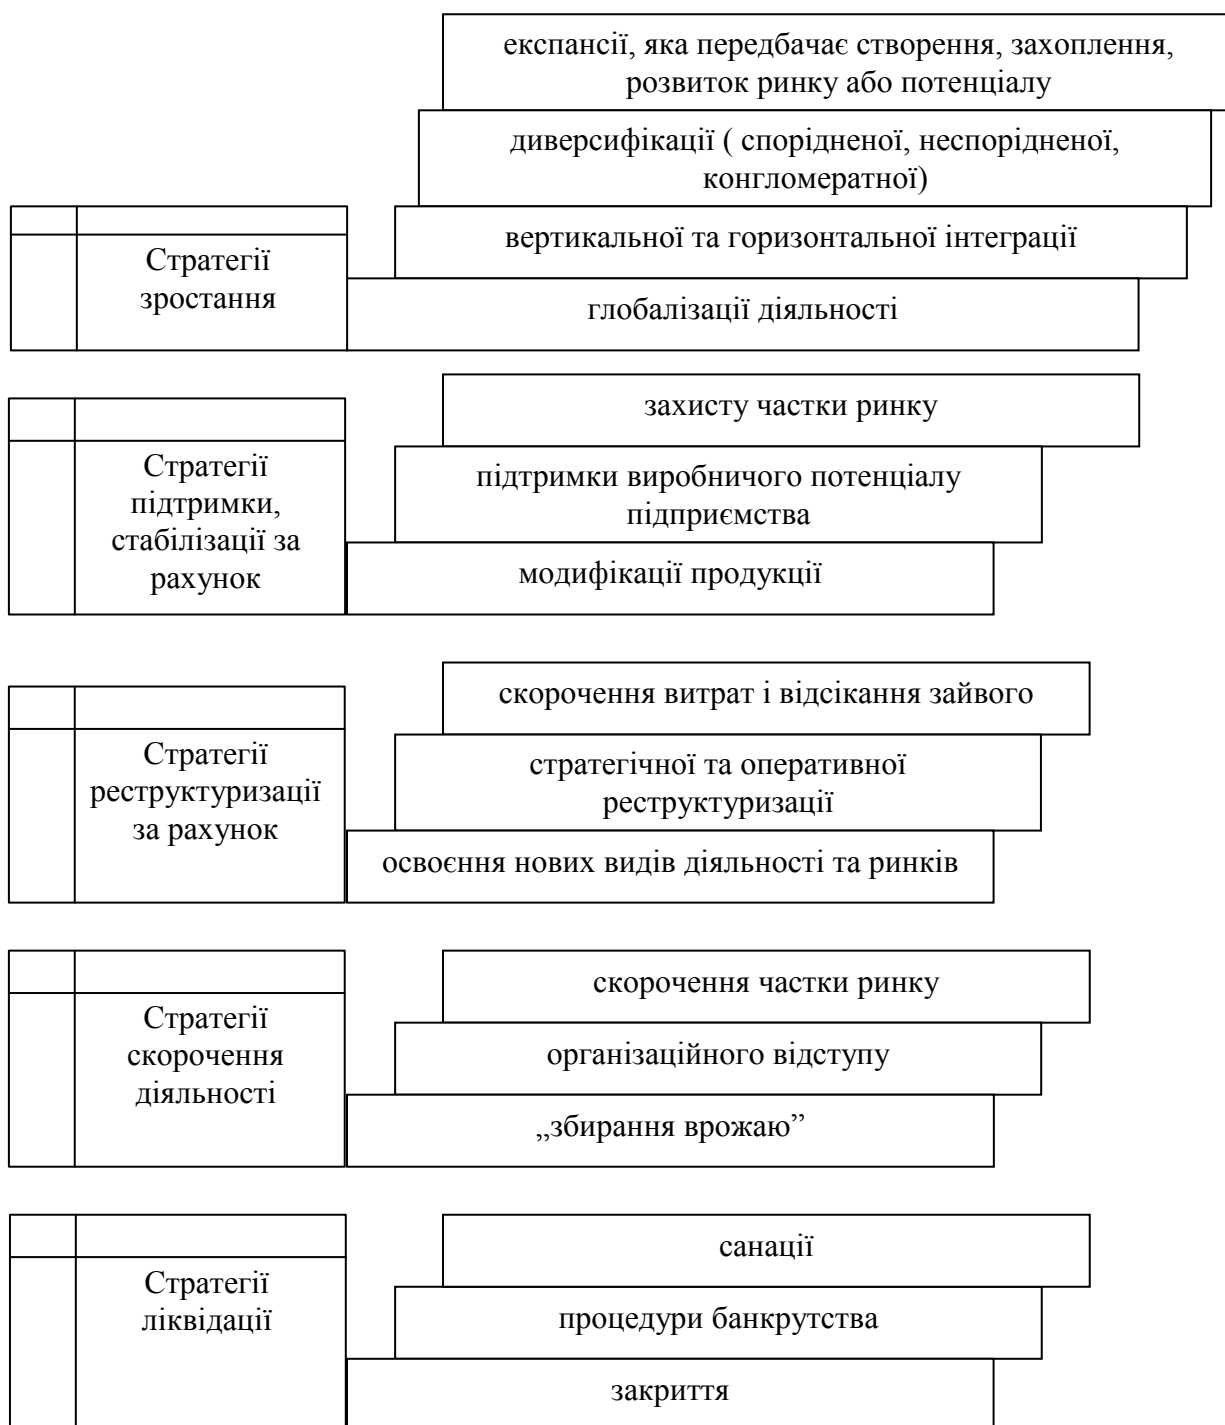 експансії, яка передбачає створення, захоплення,
розвиток ринку або потенціалу
диверсифікації ( спорідненої, неспорідненої,
конгломератної)
вертикальної та горизонтальної інтеграції
Стратегії
зростання
глобалізації діяльності
захисту частки ринку
Стратегії
підтримки,
стабілізації за
рахунок
підтримки виробничого потенціалу
підприємства
модифікації продукції
скорочення витрат і відсікання зайвого
Стратегії
реструктуризації
за рахунок
стратегічної та оперативної
реструктуризації
освоєння нових видів діяльності та ринків
скорочення частки ринку
Стратегії
скорочення
діяльності
організаційного відступу
„збирання врожаю”
санації
Стратегії
ліквідації
процедури банкрутства
закриття